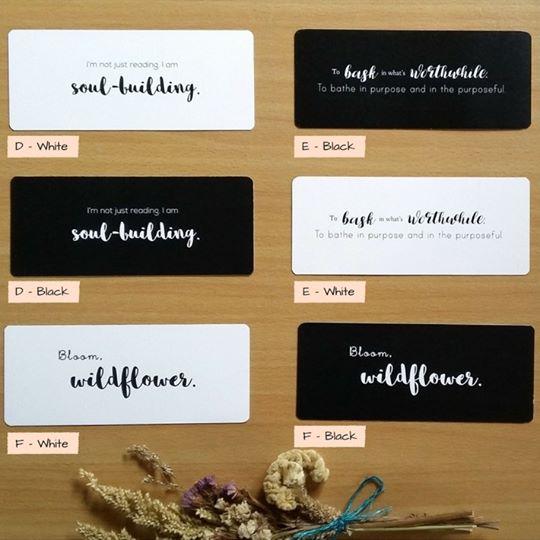 I'm not just reading. I am
soul-building.
D - White
To bask in what's worthwhile.
To bathe in purpose and in the purposeful.
E - Black
I'm not just reading. I am
soul-building.
D - Black
To bask in what's worthwhile.
To bathe in purpose and in the purposeful.
E - White
Bloom,
wildflower.
F - White
Bloom,
wildflower.
F - Black